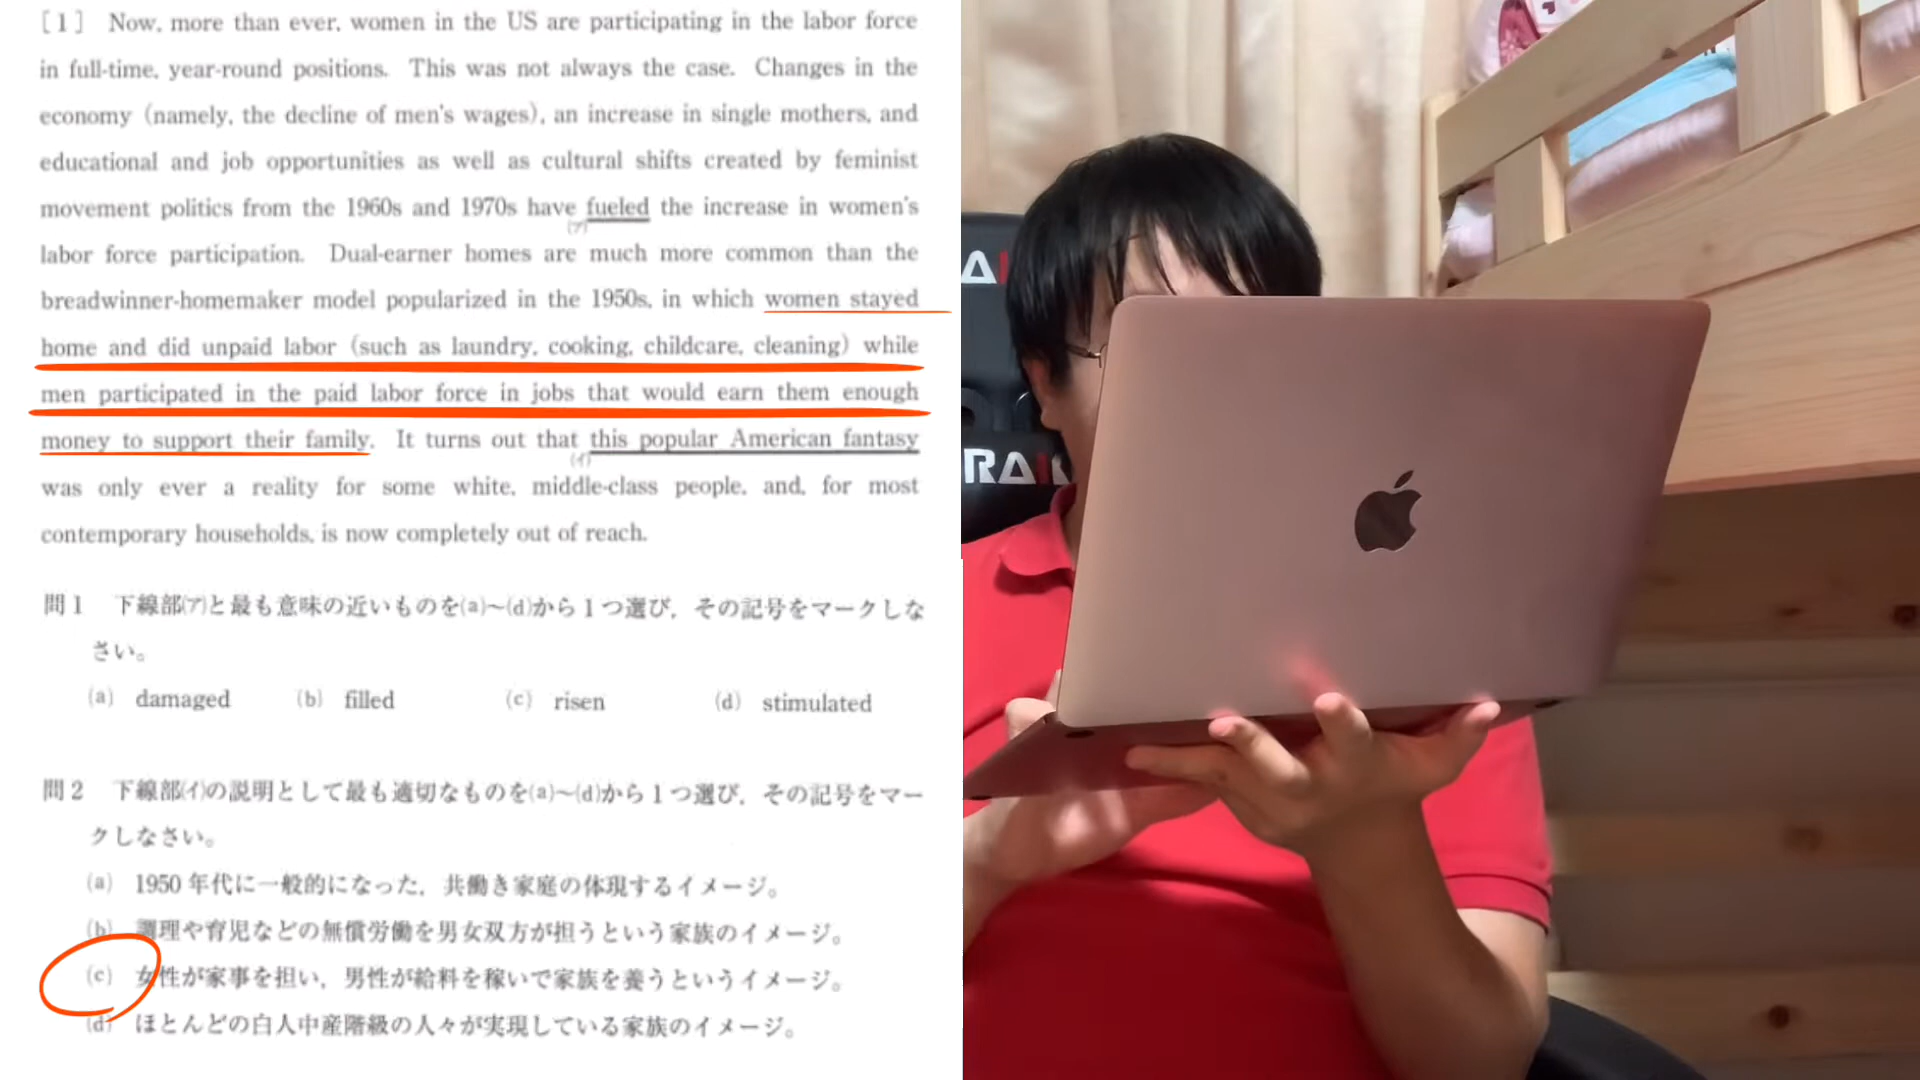 [1] Now, more than ever, women in the US are participating in the labor force
in full-time, year-round positions. This was not always the case. Changes in the
economy (namely, the decline of men's wages), an increase in single mothers, and
educational and job opportunities as well as cultural shifts created by feminist
movement politics from the 1960s and 1970s have fueled the increase in women's
(ア)
labor force participation. Dual-earner homes are much more common than the
breadwinner-homemaker model popularized in the 1950s, in which women stayed
home and did unpaid labor (such as laundry, cooking, childcare, cleaning) while
men participated in the paid labor force in jobs that would earn them enough
money to support their family. It turns out that this popular American fantasy
(イ)
was only ever a reality for some white, middle-class people, and, for most
contemporary households, is now completely out of reach.
問1 下線部(ア)と最も意味の近いものを(a)~(d)から1つ選び，その記号をマークしな
さい。
(a) damaged (b) filled (c) risen (d) stimulated
問2 下線部(イ)の説明として最も適切なものを(a)~(d)から1つ選び，その記号をマー
クしなさい。
(a) 1950年代に一般的になった，共働き家庭の体現するイメージ。
(b) 調理や育児などの無償労働を男女双方が担うという家族のイメージ。
(c) 女性が家事を担い，男性が給料を稼いで家族を養うというイメージ。
(d) ほとんどの白人中産階級の人々が実現している家族のイメージ。